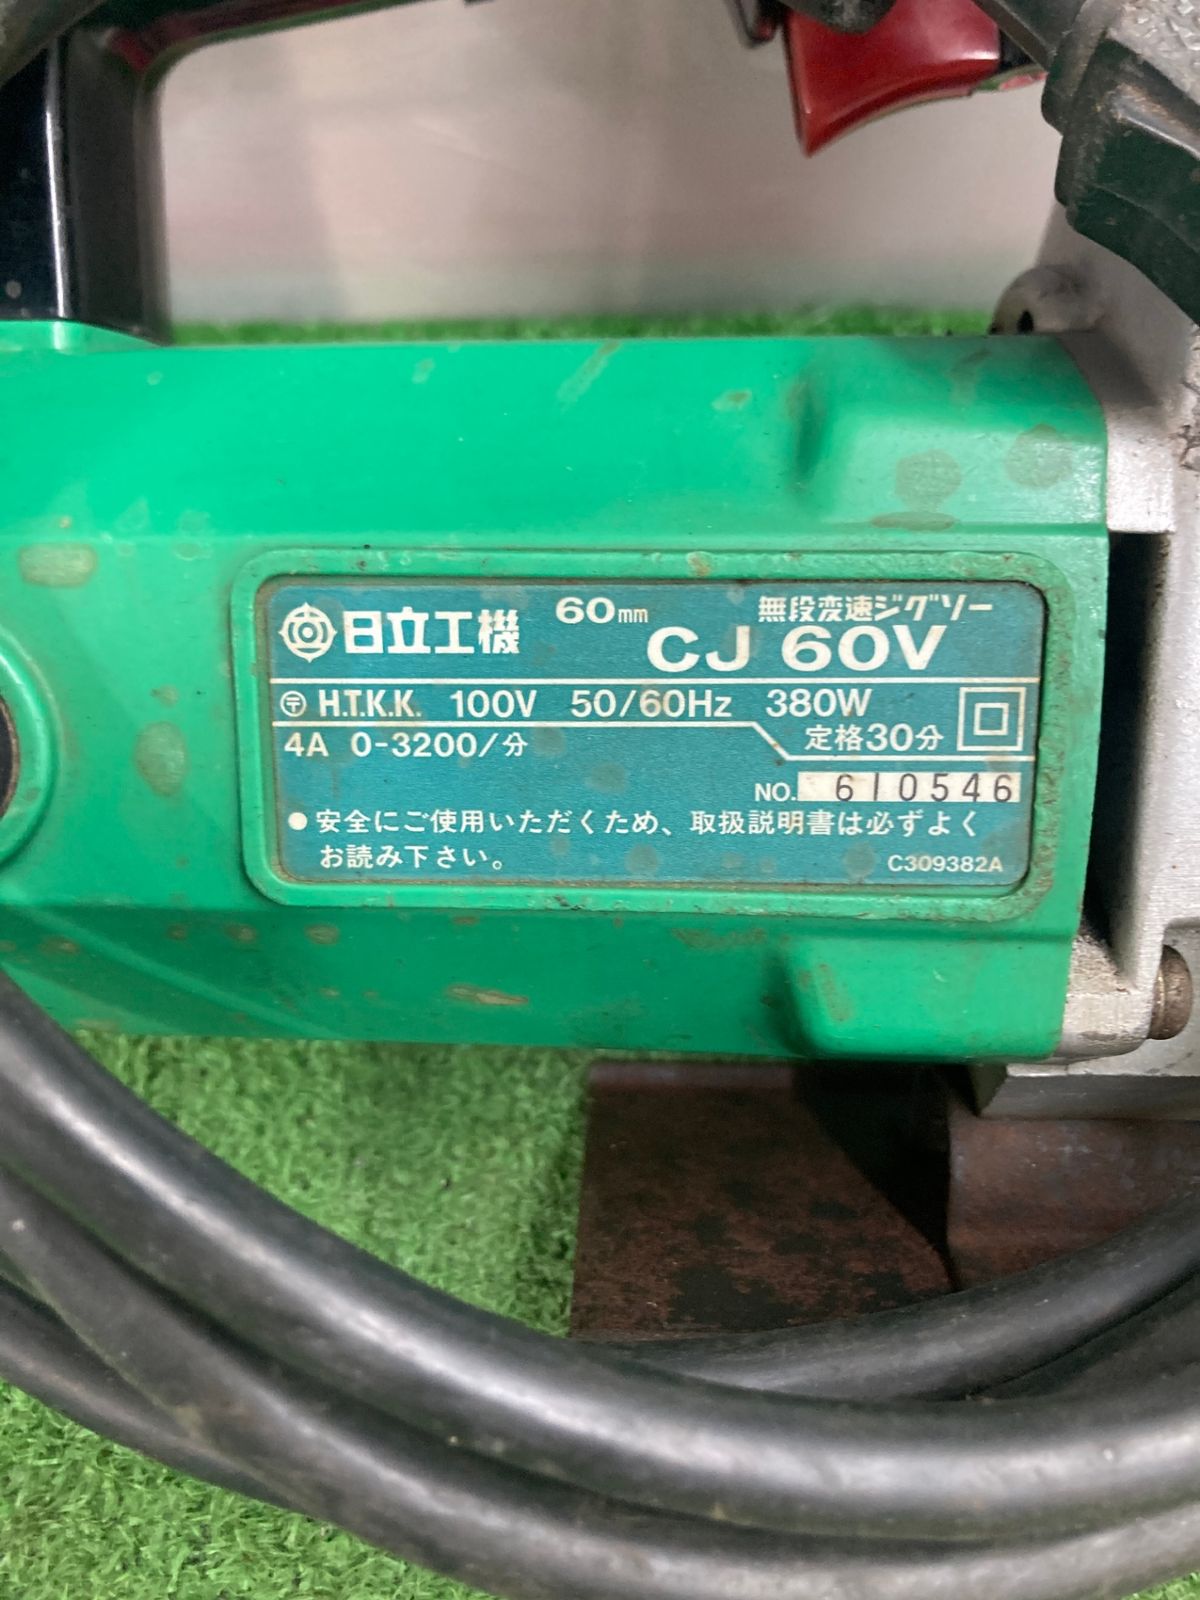 日立工機 60mm 無段変速ジグソー
CJ 60V
〒 H.T.K.K. 100V 50/60Hz 380W
4A 0-3200/分 定格30分
NO. 610546
●安全にご使用いただくため、取扱説明書は必ずよく
お読み下さい。 C309382A